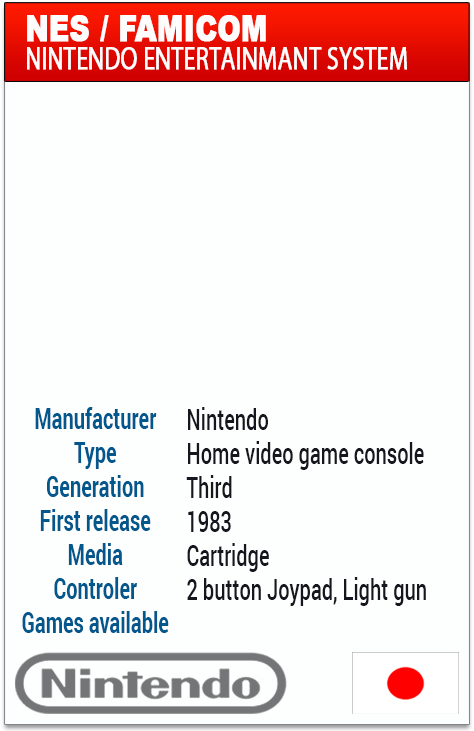 NES / FAMICOM
NINTENDO ENTERTAINMANT SYSTEM
Manufacturer Nintendo
Type Home video game console
Generation Third
First release 1983
Media Cartridge
Controler 2 button Joypad, Light gun
Games available
Nintendo